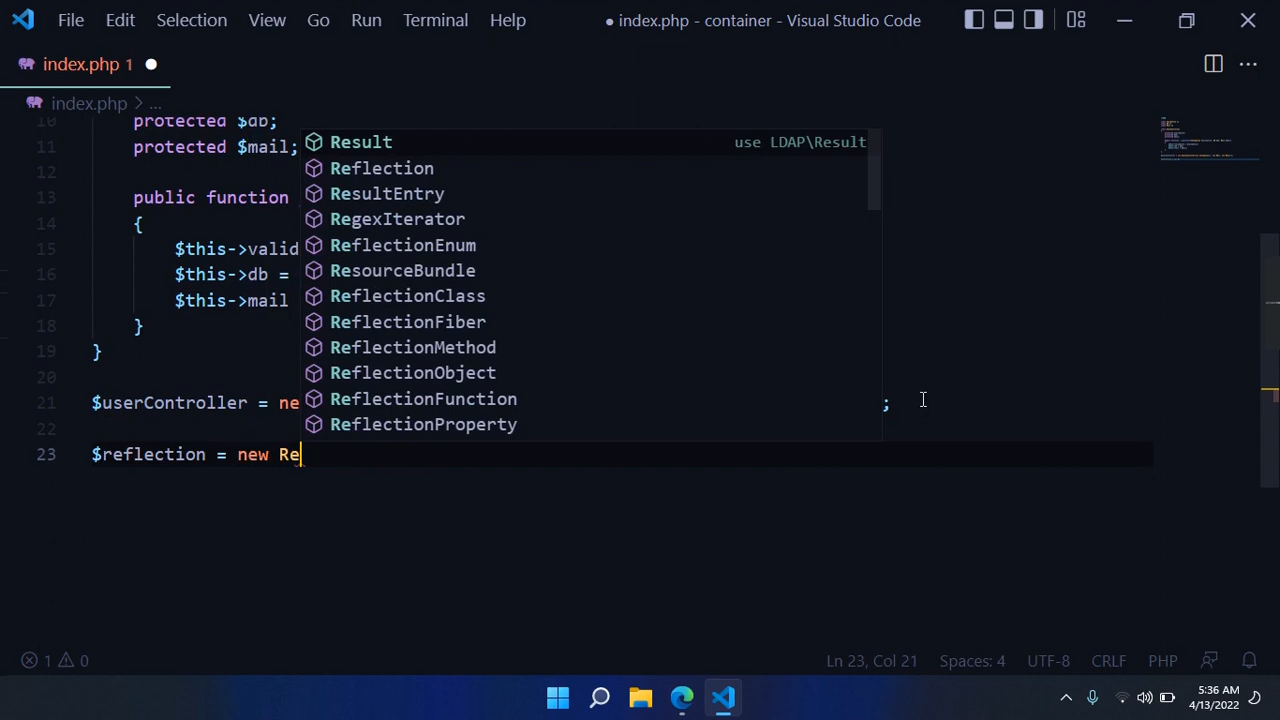 File Edit Selection View Go Run Terminal Help
● index.php - container - Visual Studio Code
index.php 1 ●
index.php > ...
10 protected $db;
11 protected $mail;
12
13 public function
14 {
15 $this->valid
16 $this->db =
17 $this->mail
18 }
19 }
20
21 $userController = ne ;
22
23 $reflection = new Re
Result use LDAP\Result
Reflection
ResultEntry
RegexIterator
ReflectionEnum
ResourceBundle
ReflectionClass
ReflectionFiber
ReflectionMethod
ReflectionObject
ReflectionFunction
ReflectionProperty
1 0
Ln 23, Col 21 Spaces: 4 UTF-8 CRLF PHP
5:36 AM
4/13/2022